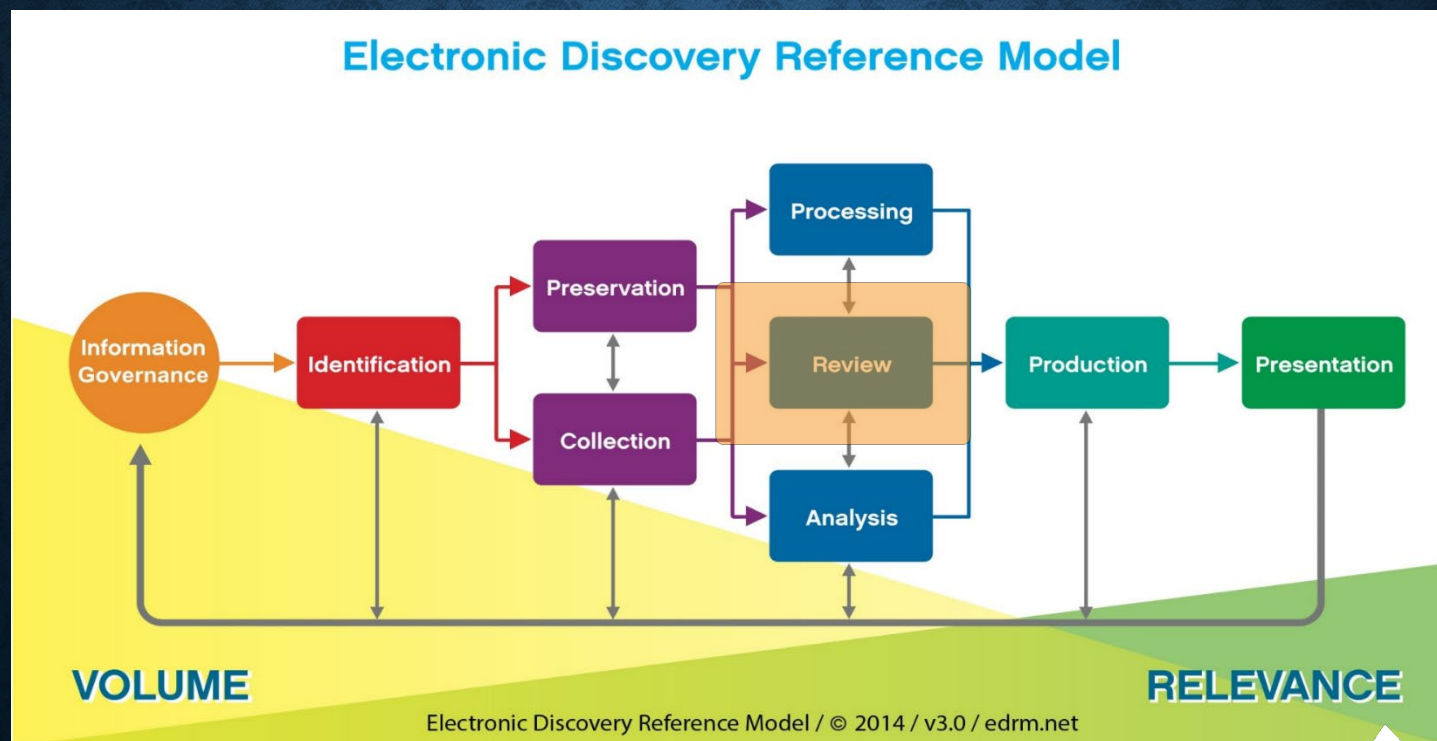 Electronic Discovery Reference Model
Processing
Preservation
Information
Governance
Identification
Review
Production
Presentation
Collection
Analysis
VOLUME
RELEVANCE
Electronic Discovery Reference Model / © 2014 / v3.0 / edrm.net